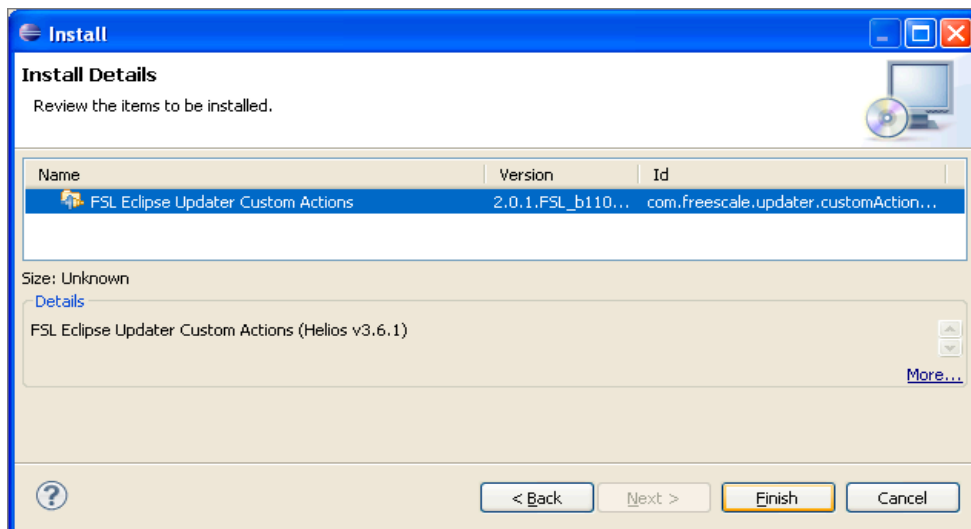 Install
Install Details
Review the items to be installed.
Name Version Id
FSL Eclipse Updater Custom Actions 2.0.1.FSL_b110... com.freescale.updater.customAction...
Size: Unknown
Details
FSL Eclipse Updater Custom Actions (Helios v3.6.1)
More...
? < Back Next > Finish Cancel